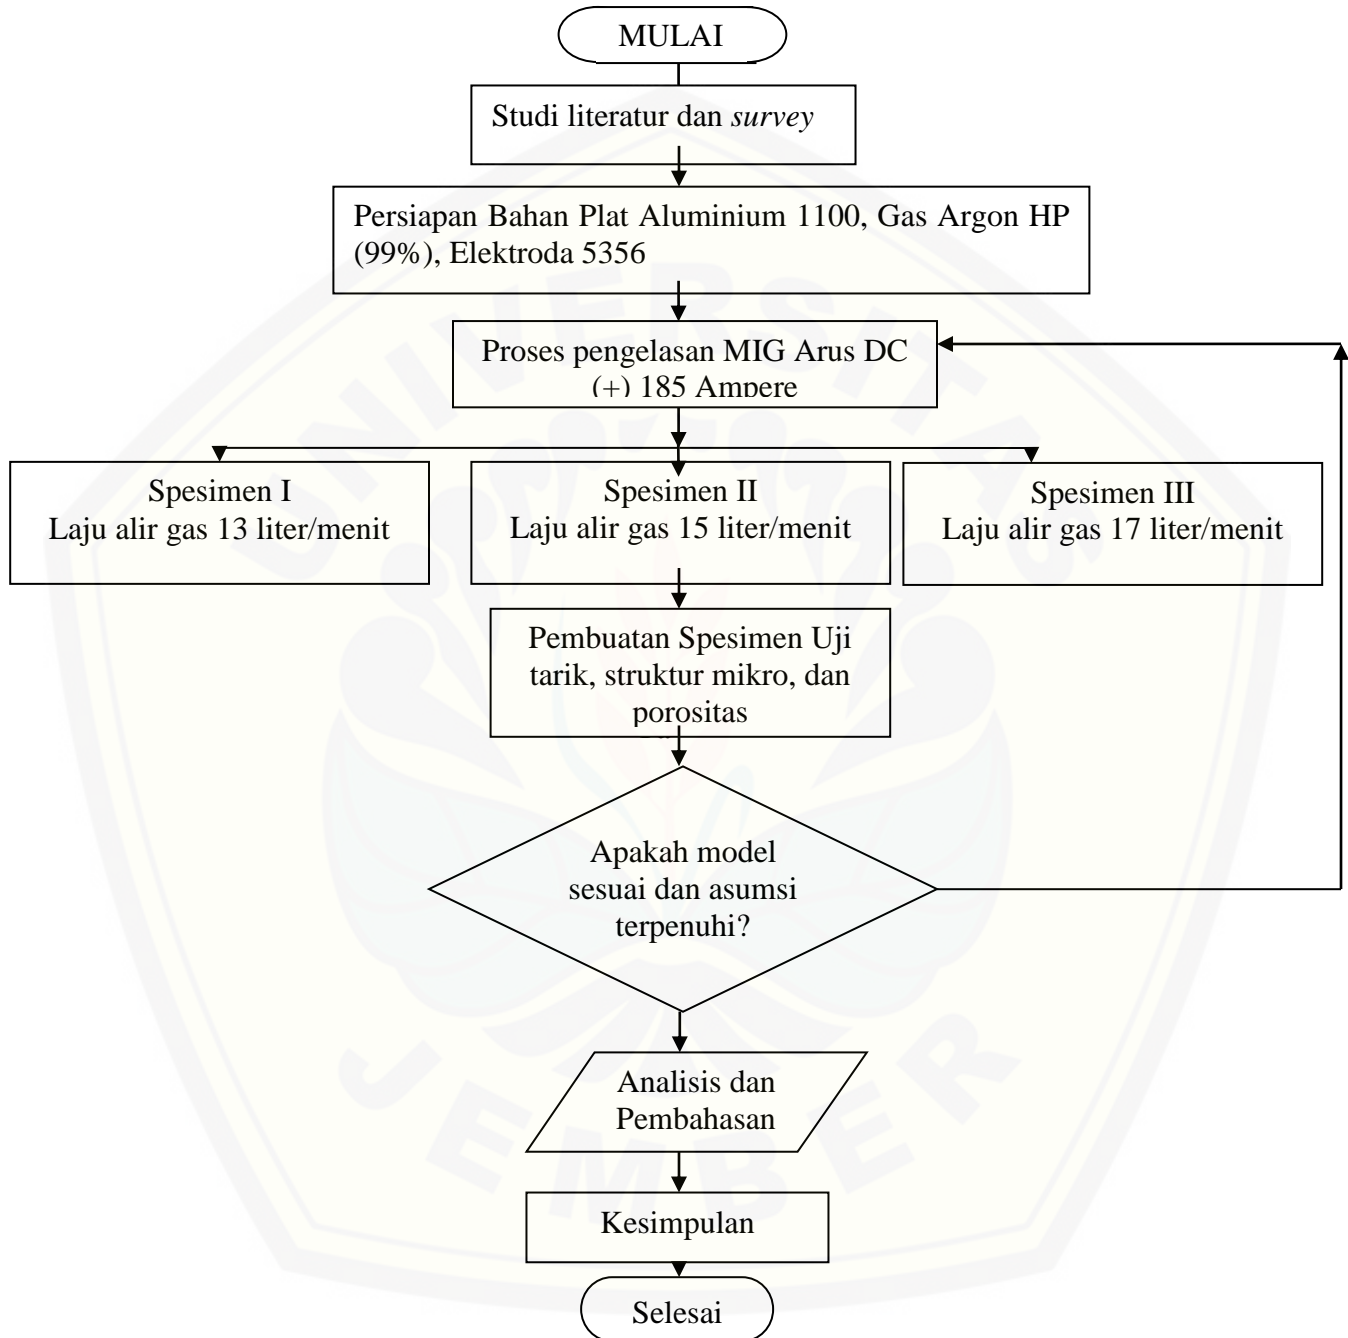 MULAI
Studi literatur dan survey
Persiapan Bahan Plat Aluminium 1100, Gas Argon HP
(99%), Elektroda 5356
Proses pengelasan MIG Arus DC
(+) 185 Ampere
Spesimen I
Laju alir gas 13 liter/menit
Spesimen II
Laju alir gas 15 liter/menit
Spesimen III
Laju alir gas 17 liter/menit
Pembuatan Spesimen Uji
tarik, struktur mikro, dan
porositas
Apakah model
sesuai dan asumsi
terpenuhi?
Analisis dan
Pembahasan
Kesimpulan
Selesai
UNIVERSITAS
JEMBER